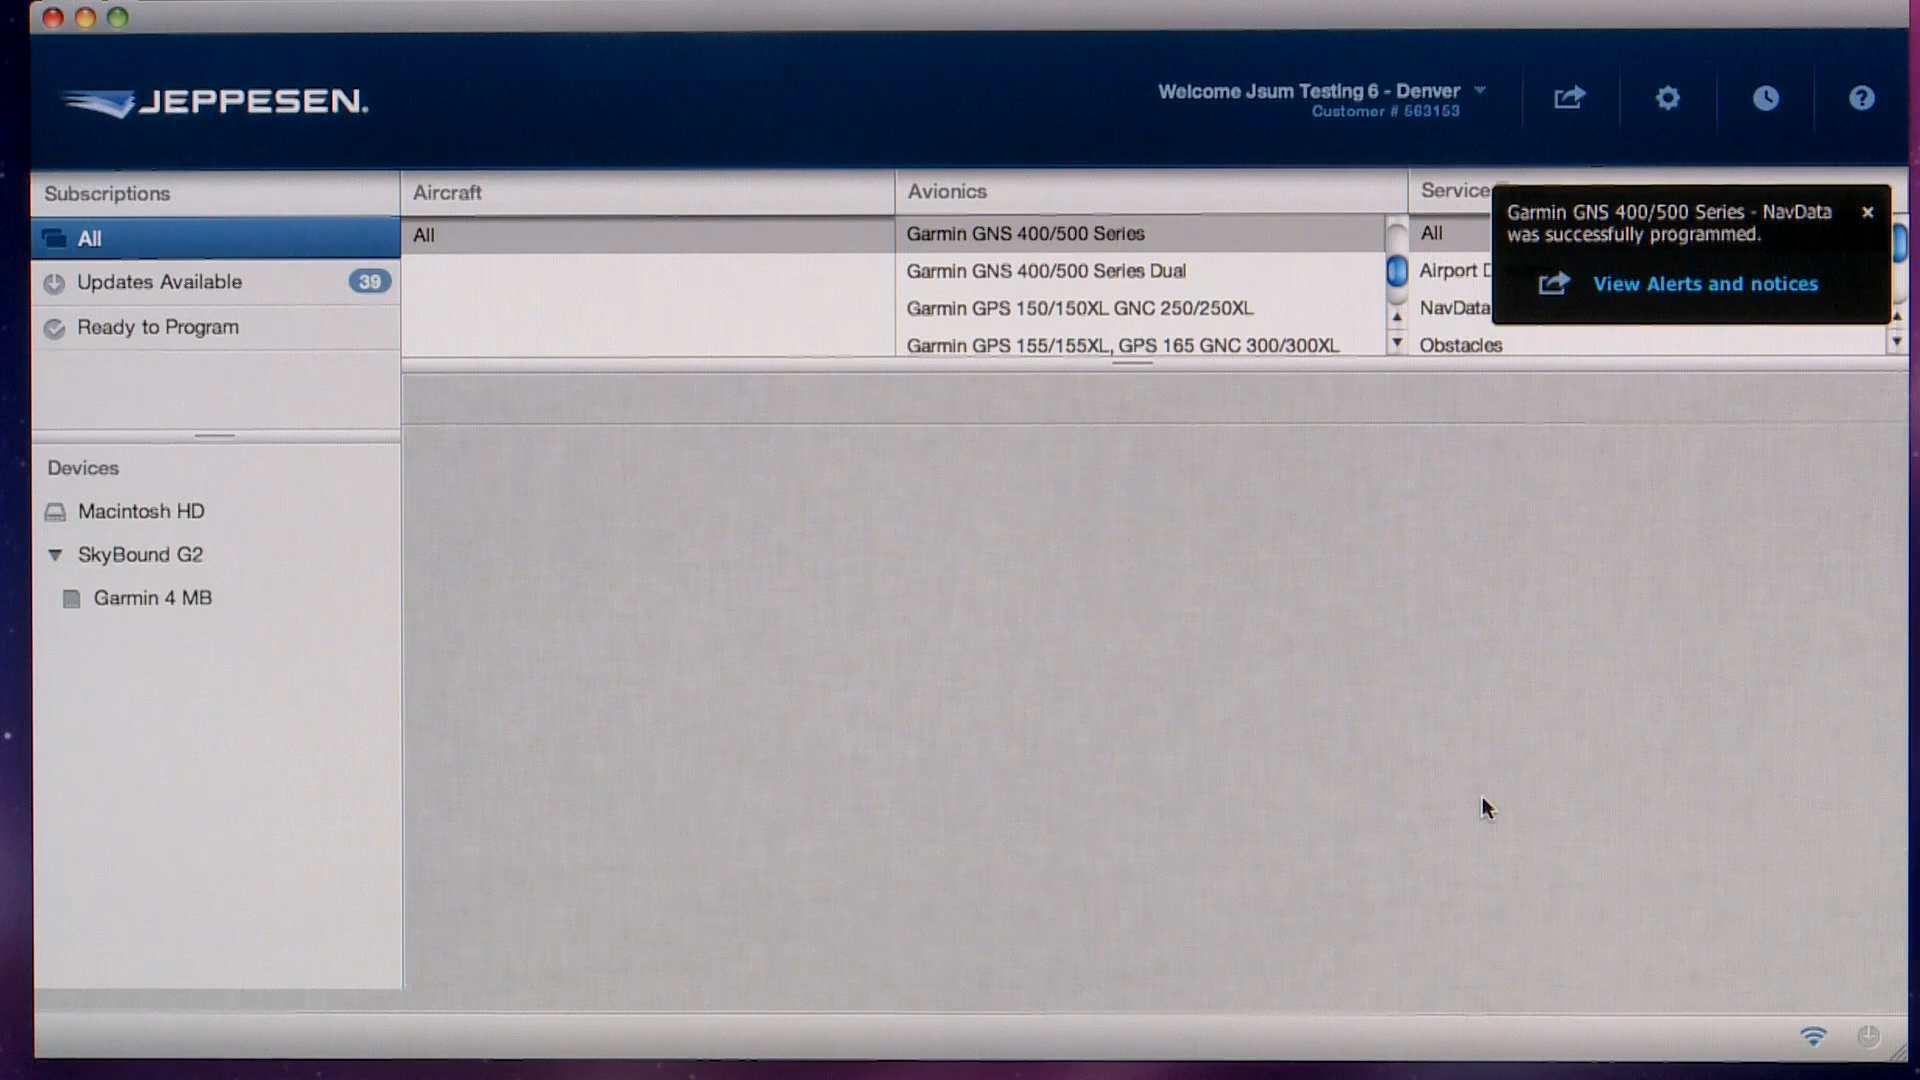 JEPPESEN.
Welcome Jsum Testing 6 - Denver
Customer # 563153
Subscriptions
All
Updates Available 39
Ready to Program
Devices
Macintosh HD
SkyBound G2
Garmin 4 MB
Aircraft
All
Avionics
Garmin GNS 400/500 Series
Garmin GNS 400/500 Series Dual
Garmin GPS 150/150XL GNC 250/250XL
Garmin GPS 155/155XL, GPS 165 GNC 300/300XL
Service
All
Airport
NavData
Obstacles
Garmin GNS 400/500 Series - NavData
was successfully programmed.
View Alerts and notices